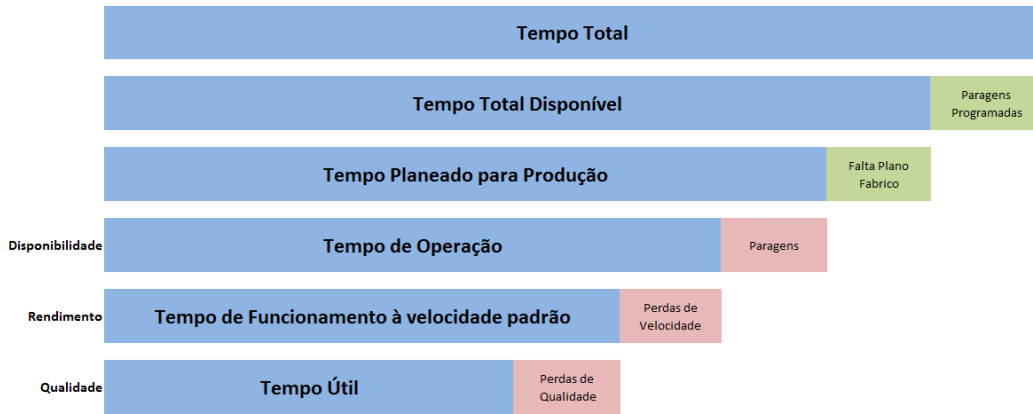 Tempo Total
Tempo Total Disponível
Paragens
Programadas
Tempo Planeado para Produção
Falta Plano
Fabrico
Disponibilidade
Tempo de Operação
Paragens
Rendimento
Tempo de Funcionamento à velocidade padrão
Perdas de
Velocidade
Qualidade
Tempo Útil
Perdas de
Qualidade